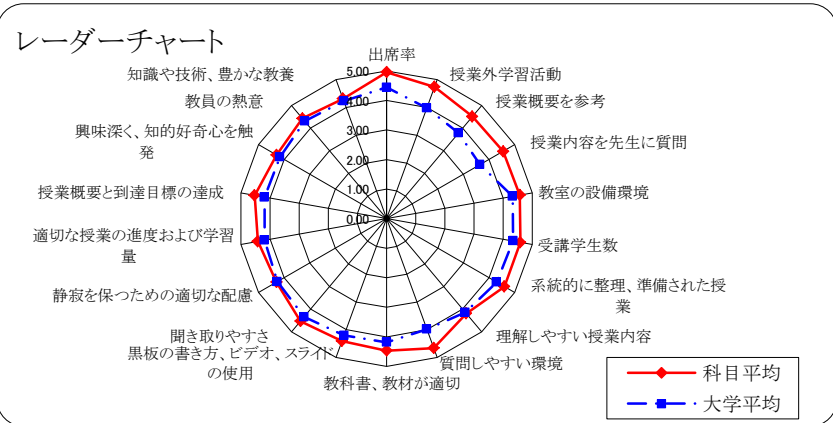 レーダーチャート
出席率
授業外学習活動
授業概要を参考
授業内容を先生に質問
教室の設備環境
受講学生数
系統的に整理、準備された授
業
理解しやすい授業内容
質問しやすい環境
教科書、教材が適切
黒板の書き方、ビデオ、スライド
の使用
聞き取りやすさ
静寂を保つための適切な配慮
適切な授業の進度および学習
量
授業概要と到達目標の達成
興味深く、知的好奇心を触
発
教員の熱意
知識や技術、豊かな教養
5.00
4.00
3.00
2.00
1.00
0.00
科目平均
大学平均